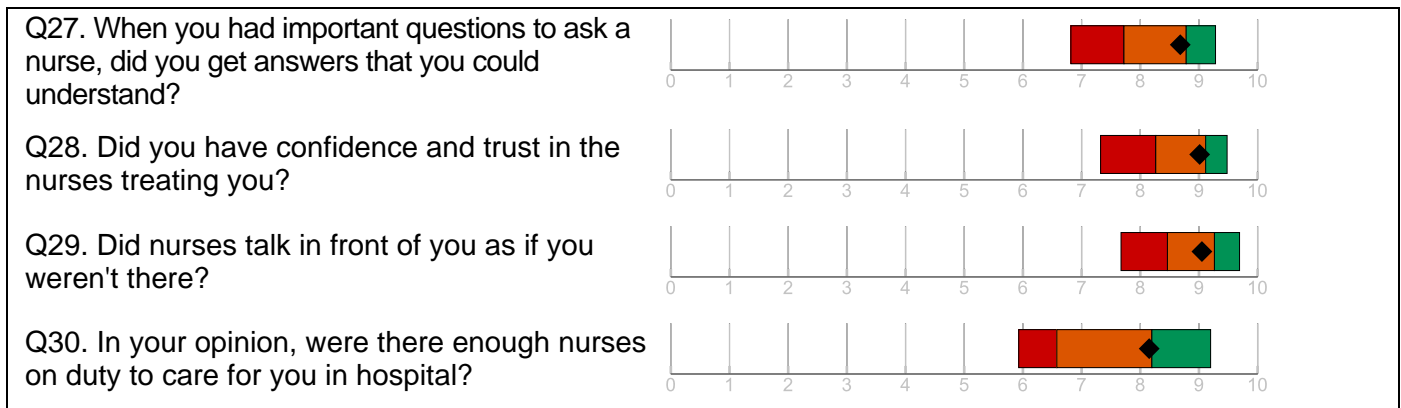 Q27. When you had important questions to ask a
nurse, did you get answers that you could
understand?
0 1 2 3 4 5 6 7 8 9 10
Q28. Did you have confidence and trust in the
nurses treating you?
0 1 2 3 4 5 6 7 8 9 10
Q29. Did nurses talk in front of you as if you
weren't there?
0 1 2 3 4 5 6 7 8 9 10
Q30. In your opinion, were there enough nurses
on duty to care for you in hospital?
0 1 2 3 4 5 6 7 8 9 10